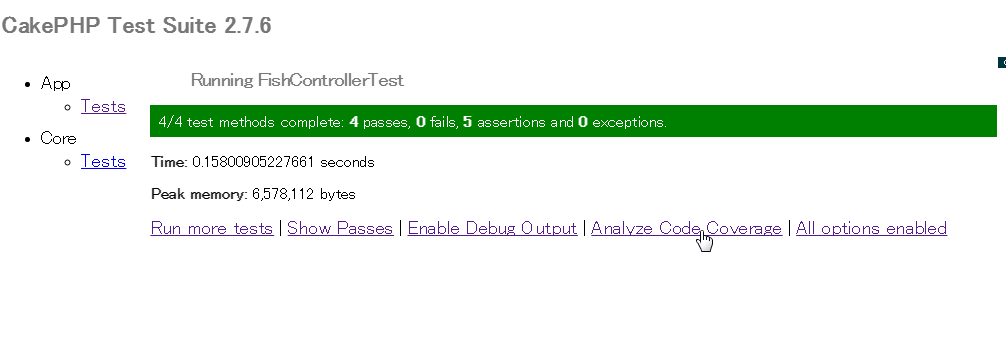 CakePHP Test Suite 2.7.6
App
Tests
Core
Tests
Running FishControllerTest
4/4 test methods complete: 4 passes, 0 fails, 5 assertions and 0 exceptions.
Time: 0.15800905227661 seconds
Peak memory: 6,578,112 bytes
Run more tests | Show Passes | Enable Debug Output | Analyze Code Coverage | All options enabled